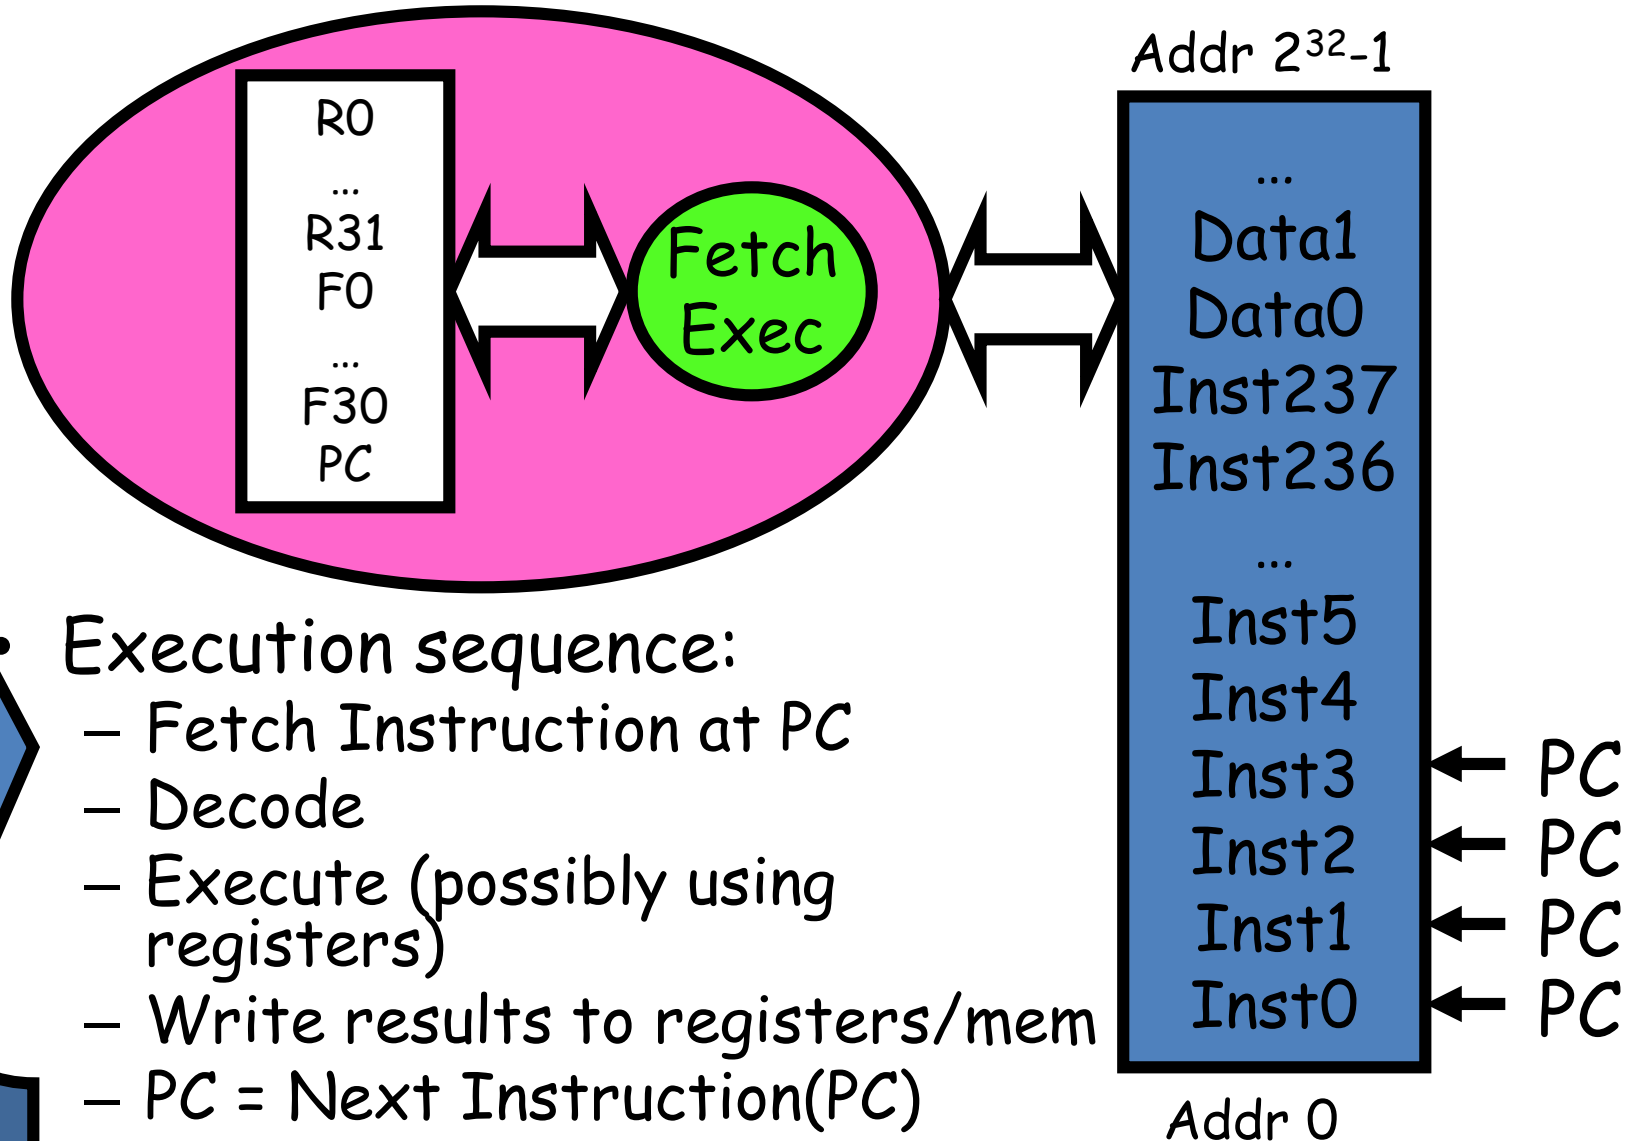 R0
...
R31
F0
...
F30
PC
Fetch
Exec
Addr 2³²-1
...
Data1
Data0
Inst237
Inst236
...
Inst5
Inst4
Inst3
Inst2
Inst1
Inst0
Addr 0
PC
PC
PC
PC
• Execution sequence:
– Fetch Instruction at PC
– Decode
– Execute (possibly using
registers)
– Write results to registers/mem
– PC = Next Instruction(PC)